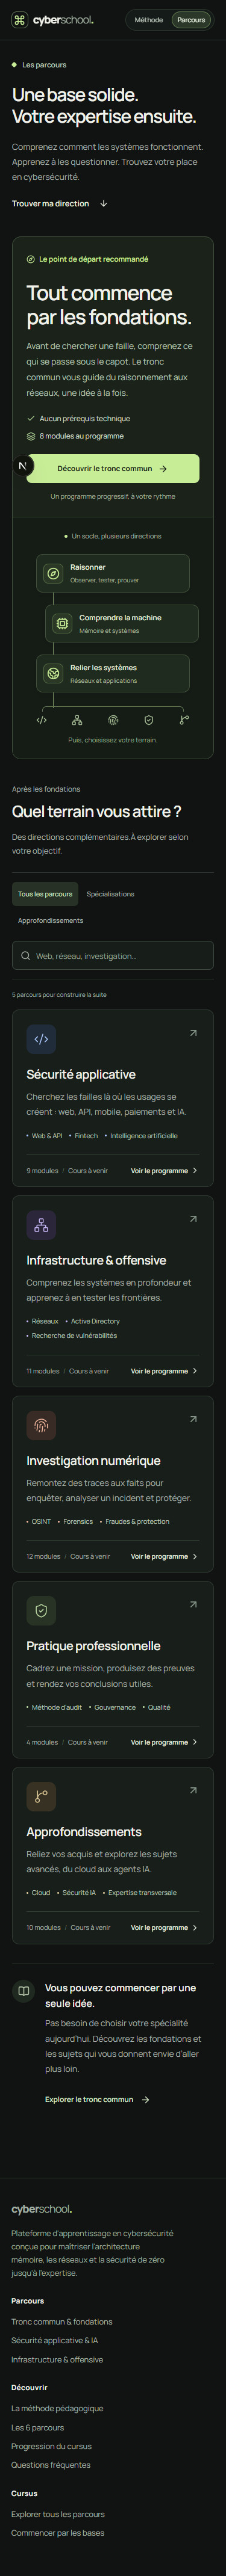 cyberschool.
Méthode
Parcours
Les parcours
Une base solide.
Votre expertise ensuite.
Comprenez comment les systèmes fonctionnent.
Apprenez à les questionner. Trouvez votre place
en cybersécurité.
Trouver ma direction
Le point de départ recommandé
Tout commence
par les fondations.
Avant de chercher une faille, comprenez ce
qui se passe sous le capot. Le tronc
commun vous guide du raisonnement aux
réseaux, une idée à la fois.
Aucun prérequis technique
8 modules au programme
N
Découvrir le tronc commun
Un programme progressif, à votre rythme
Un socle, plusieurs directions
Raisonner
Observer, tester, prouver
Comprendre la machine
Mémoire et systèmes
Relier les systèmes
Réseaux et applications
Puis, choisissez votre terrain.
Après les fondations
Quel terrain vous attire ?
Des directions complémentaires.À explorer selon
votre objectif.
Tous les parcours
Spécialisations
Approfondissements
Web, réseau, investigation...
5 parcours pour construire la suite
Sécurité applicative
Cherchez les failles là où les usages se
créent : web, API, mobile, paiements et IA.
• Web & API • Fintech • Intelligence artificielle
9 modules / Cours à venir
Voir le programme
Infrastructure & offensive
Comprenez les systèmes en profondeur et
apprenez à en tester les frontières.
• Réseaux • Active Directory
• Recherche de vulnérabilités
11 modules / Cours à venir
Voir le programme
Investigation numérique
Remontez des traces aux faits pour
enquêter, analyser un incident et protéger.
• OSINT • Forensics • Fraudes & protection
12 modules / Cours à venir
Voir le programme
Pratique professionnelle
Cadrez une mission, produisez des preuves
et rendez vos conclusions utiles.
• Méthode d'audit • Gouvernance • Qualité
4 modules / Cours à venir
Voir le programme
Approfondissements
Reliez vos acquis et explorez les sujets
avancés, du cloud aux agents IA.
• Cloud • Sécurité IA • Expertise transversale
10 modules / Cours à venir
Voir le programme
Vous pouvez commencer par une
seule idée.
Pas besoin de choisir votre spécialité
aujourd'hui. Découvrez les fondations et
les sujets qui vous donnent envie d'aller
plus loin.
Explorer le tronc commun
cyberschool.
Plateforme d'apprentissage en cybersécurité
conçue pour maîtriser l'architecture
mémoire, les réseaux et la sécurité de zéro
jusqu'à l'expertise.
Parcours
Tronc commun & fondations
Sécurité applicative & IA
Infrastructure & offensive
Découvrir
La méthode pédagogique
Les 6 parcours
Progression du cursus
Questions fréquentes
Cursus
Explorer tous les parcours
Commencer par les bases